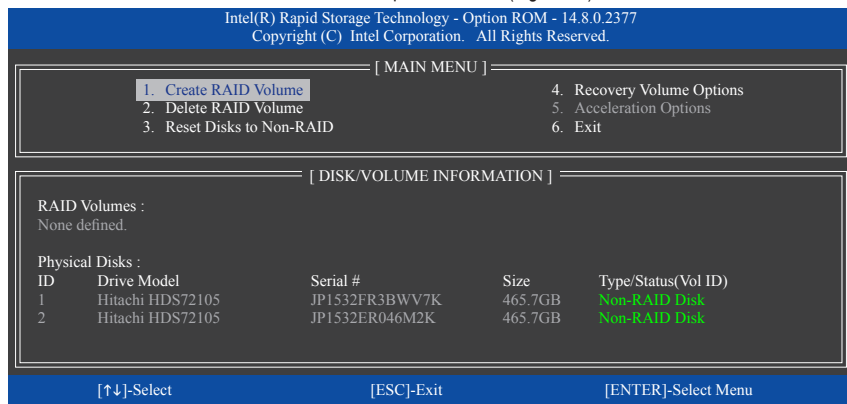 Intel(R) Rapid Storage Technology - Option ROM - 14.8.0.2377
Copyright (C) Intel Corporation. All Rights Reserved.
[ MAIN MENU ]
1. Create RAID Volume
2. Delete RAID Volume
3. Reset Disks to Non-RAID
4. Recovery Volume Options
5. Acceleration Options
6. Exit
[ DISK/VOLUME INFORMATION ]
RAID Volumes :
None defined.
Physical Disks :
ID Drive Model Serial # Size Type/Status(Vol ID)
1 Hitachi HDS72105 JP1532FR3BWV7K 465.7GB Non-RAID Disk
2 Hitachi HDS72105 JP1532ER046M2K 465.7GB Non-RAID Disk
[↑↓]-Select [ESC]-Exit [ENTER]-Select Menu